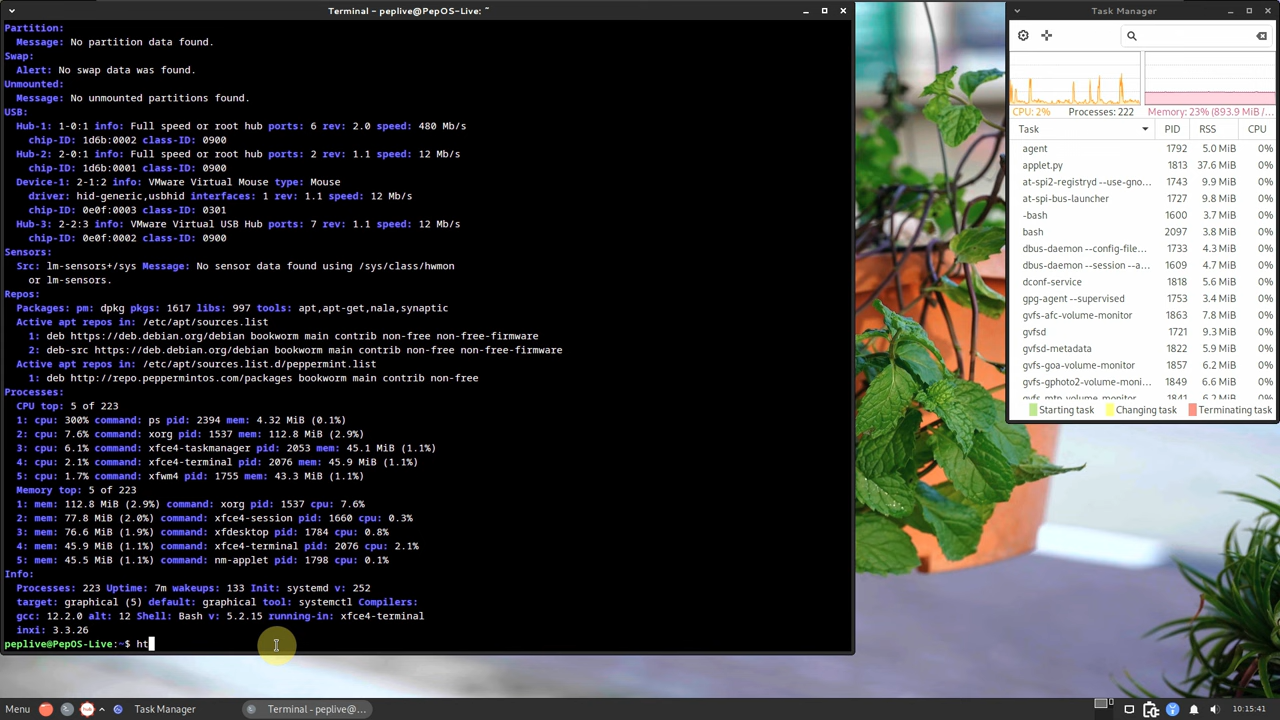 Terminal - peplive@PepOS-Live: ~
Partition:
Message: No partition data found.
Swap:
Alert: No swap data was found.
Unmounted:
Message: No unmounted partitions found.
USB:
Hub-1: 1-0:1 info: Full speed or root hub ports: 6 rev: 2.0 speed: 480 Mb/s
chip-ID: 1d6b:0002 class-ID: 0900
Hub-2: 2-0:1 info: Full speed or root hub ports: 2 rev: 1.1 speed: 12 Mb/s
chip-ID: 1d6b:0001 class-ID: 0900
Device-1: 2-1:2 info: VMware Virtual Mouse type: Mouse
driver: hid-generic,usbhid interfaces: 1 rev: 1.1 speed: 12 Mb/s
chip-ID: 0e0f:0003 class-ID: 0301
Hub-3: 2-2:3 info: VMware Virtual USB Hub ports: 7 rev: 1.1 speed: 12 Mb/s
chip-ID: 0e0f:0002 class-ID: 0900
Sensors:
Src: lm-sensors+/sys Message: No sensor data found using /sys/class/hwmon
or lm-sensors.
Repos:
Packages: pm: dpkg pkgs: 1617 libs: 997 tools: apt,apt-get,nala,synaptic
Active apt repos in: /etc/apt/sources.list
1: deb https://deb.debian.org/debian bookworm main contrib non-free non-free-firmware
2: deb-src https://deb.debian.org/debian bookworm main contrib non-free non-free-firmware
Active apt repos in: /etc/apt/sources.list.d/peppermint.list
1: deb http://repo.peppermintos.com/packages bookworm main contrib non-free
Processes:
CPU top: 5 of 223
1: cpu: 300% command: ps pid: 2394 mem: 4.32 MiB (0.1%)
2: cpu: 7.6% command: xorg pid: 1537 mem: 112.8 MiB (2.9%)
3: cpu: 6.1% command: xfce4-taskmanager pid: 2053 mem: 45.1 MiB (1.1%)
4: cpu: 2.1% command: xfce4-terminal pid: 2076 mem: 45.9 MiB (1.1%)
5: cpu: 1.7% command: xfwm4 pid: 1755 mem: 43.3 MiB (1.1%)
Memory top: 5 of 223
1: mem: 112.8 MiB (2.9%) command: xorg pid: 1537 cpu: 7.6%
2: mem: 77.8 MiB (2.0%) command: xfce4-session pid: 1660 cpu: 0.3%
3: mem: 76.6 MiB (1.9%) command: xfdesktop pid: 1784 cpu: 0.8%
4: mem: 45.9 MiB (1.1%) command: xfce4-terminal pid: 2076 cpu: 2.1%
5: mem: 45.5 MiB (1.1%) command: nm-applet pid: 1798 cpu: 0.1%
Info:
Processes: 223 Uptime: 7m wakeups: 133 Init: systemd v: 252
target: graphical (5) default: graphical tool: systemctl Compilers:
gcc: 12.2.0 alt: 12 Shell: Bash v: 5.2.15 running-in: xfce4-terminal
inxi: 3.3.26
peplive@PepOS-Live:~$ ht
Task Manager
CPU: 2% Processes: 222 Memory: 23% (893.9 MiB /...
Task PID RSS CPU
agent 1792 5.0 MiB 0%
applet.py 1813 37.6 MiB 0%
at-spi2-registryd --use-gno... 1743 9.9 MiB 0%
at-spi-bus-launcher 1727 9.8 MiB 0%
-bash 1600 3.7 MiB 0%
bash 2097 3.8 MiB 0%
dbus-daemon --config-file... 1733 4.3 MiB 0%
dbus-daemon --session --a... 1609 4.7 MiB 0%
dconf-service 1818 5.6 MiB 0%
gpg-agent --supervised 1753 3.4 MiB 0%
gvfs-afc-volume-monitor 1863 7.8 MiB 0%
gvfsd 1721 9.3 MiB 0%
gvfsd-metadata 1822 5.9 MiB 0%
gvfs-goa-volume-monitor 1857 6.2 MiB 0%
gvfs-gphoto2-volume-moni... 1849 6.6 MiB 0%
gvfs-mtp-volume-monitor 1841 6.2 MiB 0%
Starting task Changing task Terminating task
Menu Task Manager Terminal - peplive@... 10:15:41